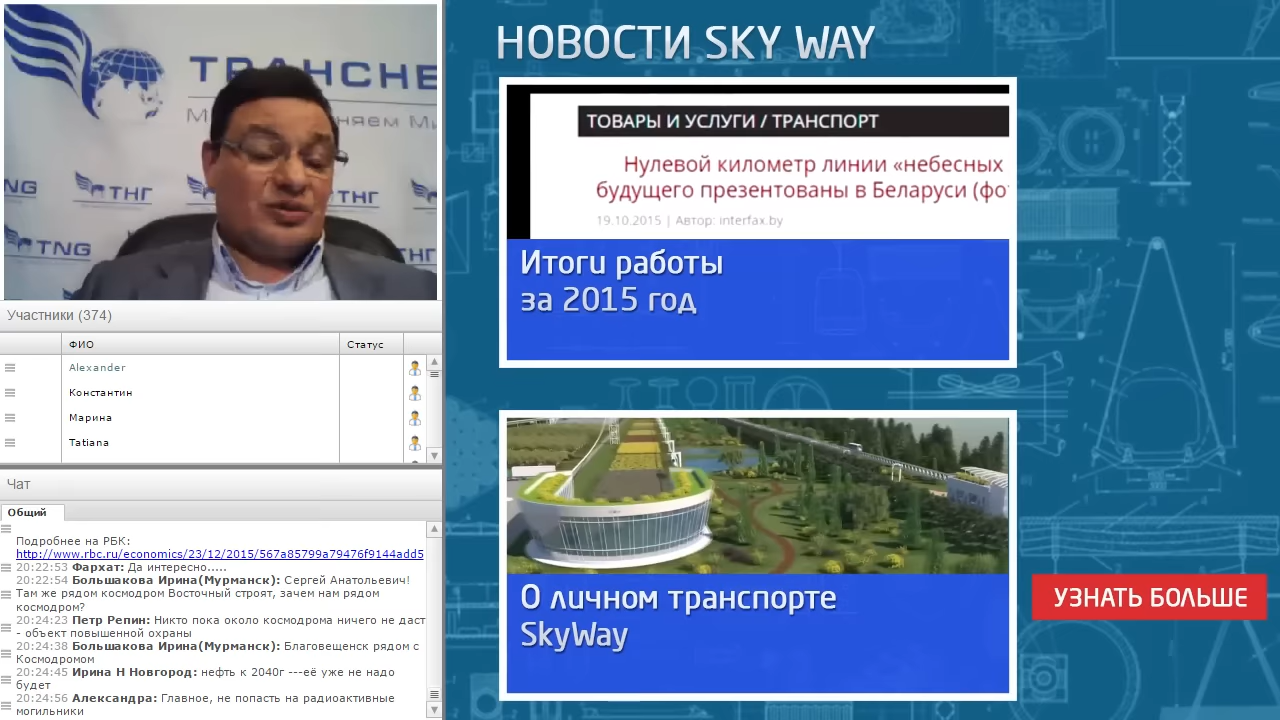 ТРАНСНЕ
няем Ми
NG
ТНГ
TNG
TNG
Участники (374)
ФИО
Статус
Alexander
Константин
Марина
Tatiana
Чат
Общий
Подробнее на РБК:
http://www.rbc.ru/economics/23/12/2015/567a85799a79476f9144add5
20:22:53 Фархат: Да интересно.....
20:22:54 Большакова Ирина(Мурманск): Сергей Анатольевич!
Там же рядом космодром Восточный строят, зачем нам рядом
космодром?
20:24:23 Петр Репин: Никто пока около космодрома ничего не даст
- объект повышенной охраны
20:24:38 Большакова Ирина(Мурманск): Благовещенск рядом с
Космодромом
20:24:45 Ирина Н Новгород: нефть к 2040г ---её уже не надо
будет
20:24:56 Александра: Главное, не попасть на радиоактивные
могильники
НОВОСТИ SKY WAY
ТОВАРЫ И УСЛУГИ / ТРАНСПОРТ
Нулевой километр линии «небесных
будущего презентованы в Беларуси (фо
19.10.2015 | Автор: interfax.by
Итоги работы
за 2015 год
О личном транспорте
SkyWay
УЗНАТЬ БОЛЬШЕ